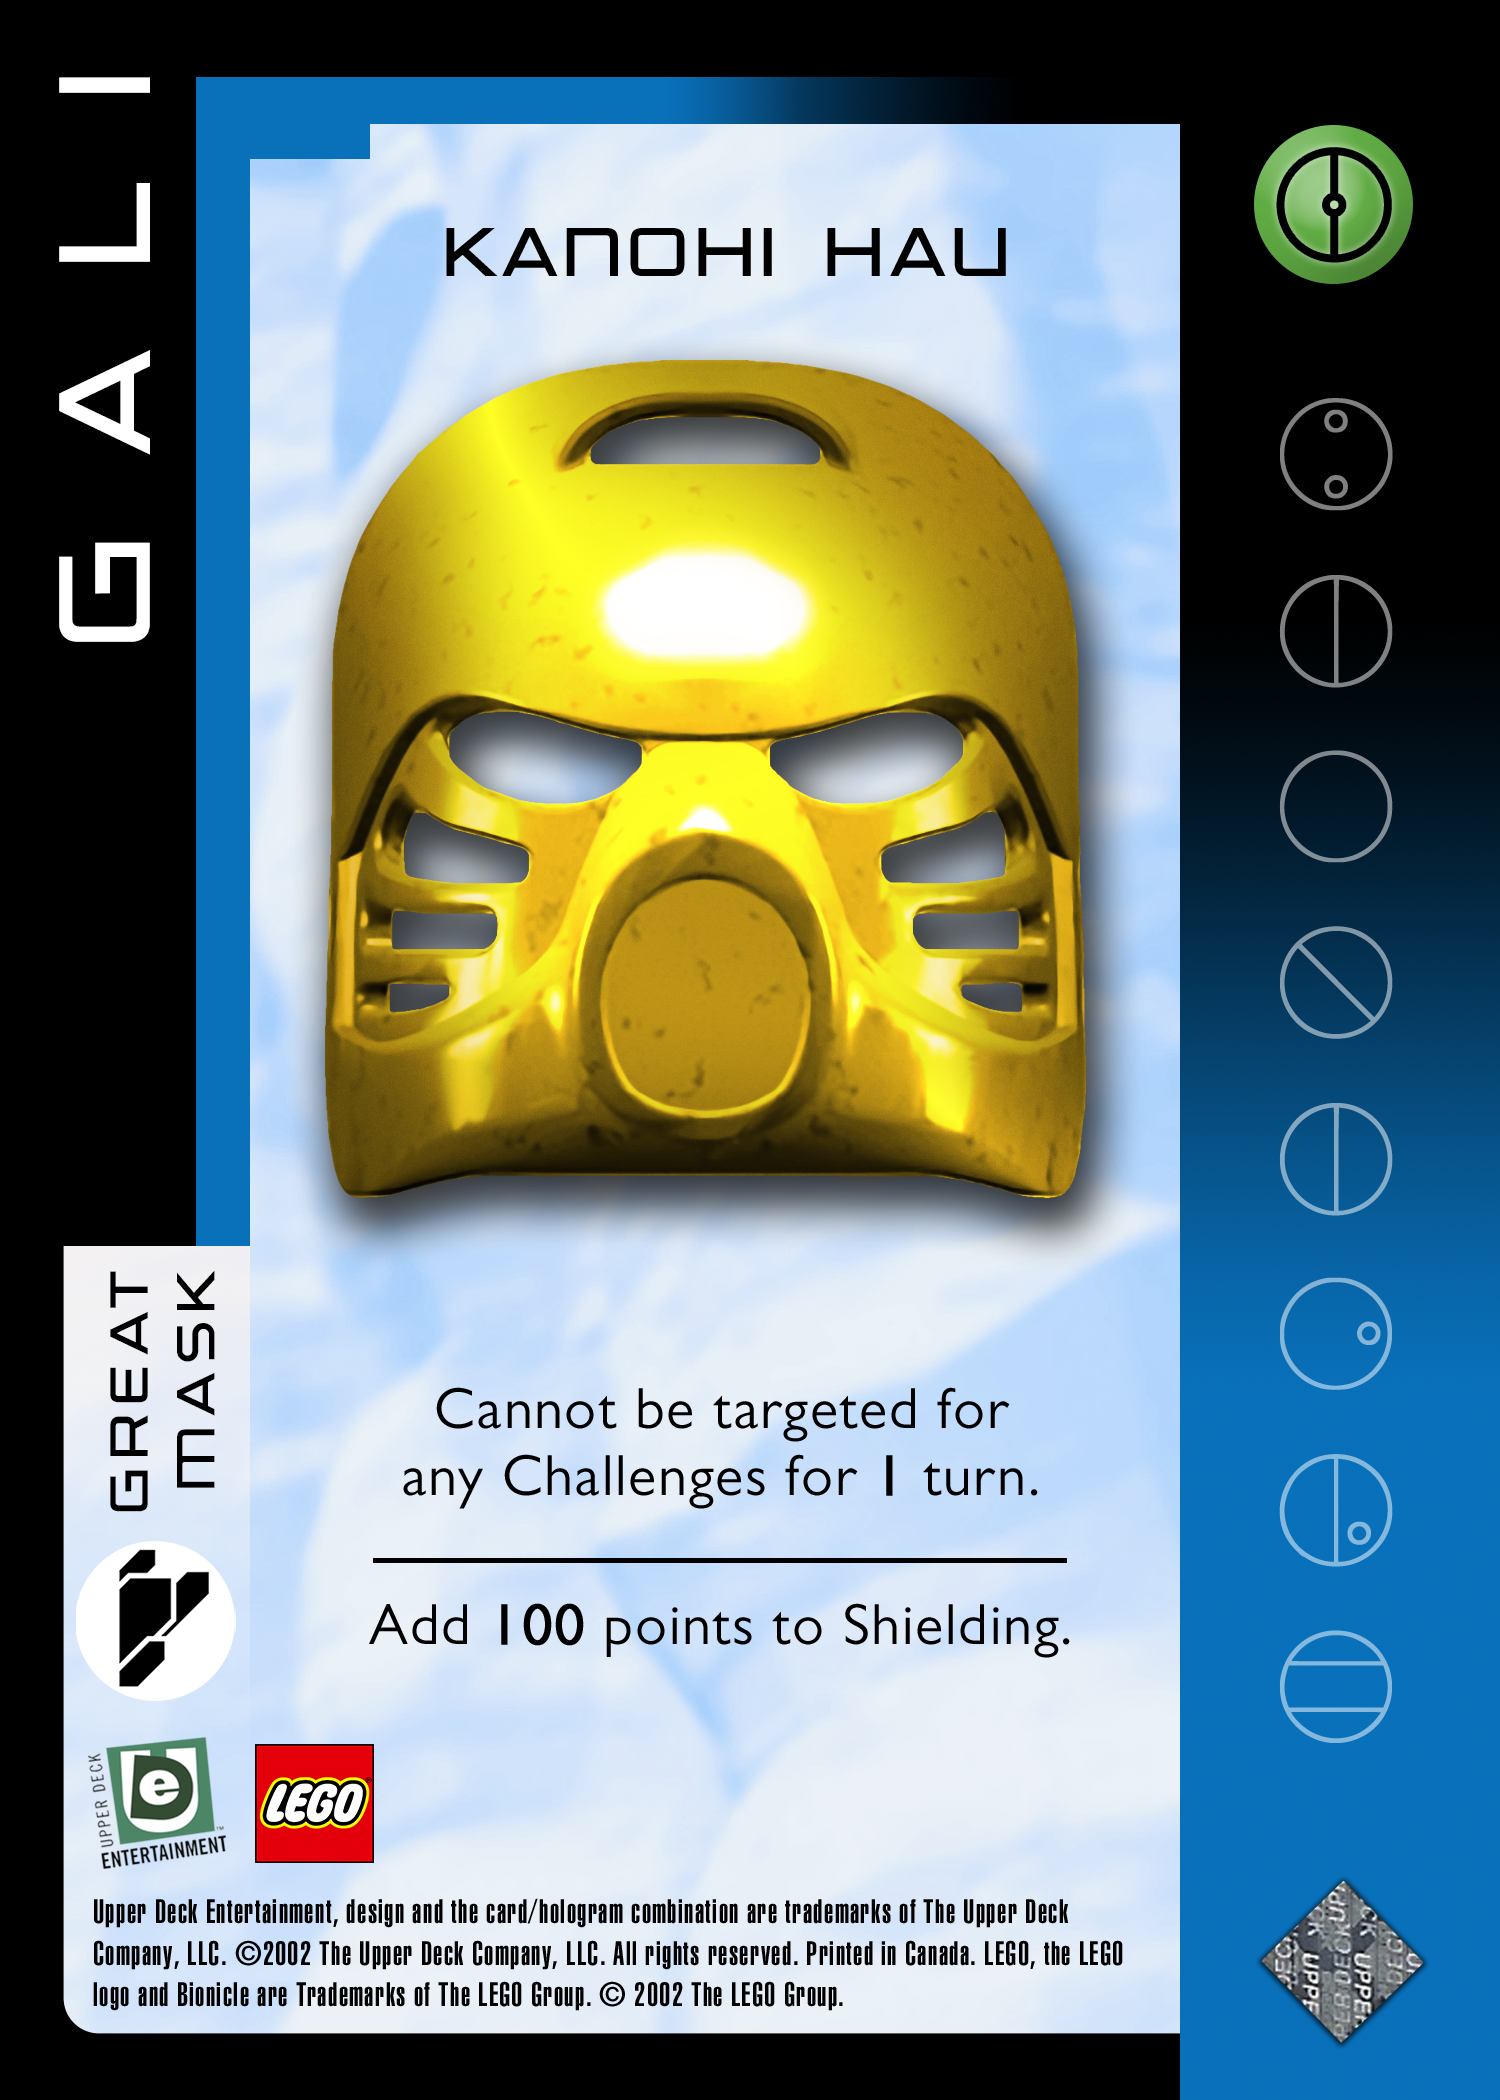 GALI
KANOHI HAU
GREAT
MASK
Cannot be targeted for
any Challenges for 1 turn.
Add 100 points to Shielding.
UPPER DECK
e
ENTERTAINMENT™
LEGO
Upper Deck Entertainment, design and the card/hologram combination are trademarks of The Upper Deck
Company, LLC. ©2002 The Upper Deck Company, LLC. All rights reserved. Printed in Canada. LEGO, the LEGO
logo and Bionicle are Trademarks of The LEGO Group. © 2002 The LEGO Group.